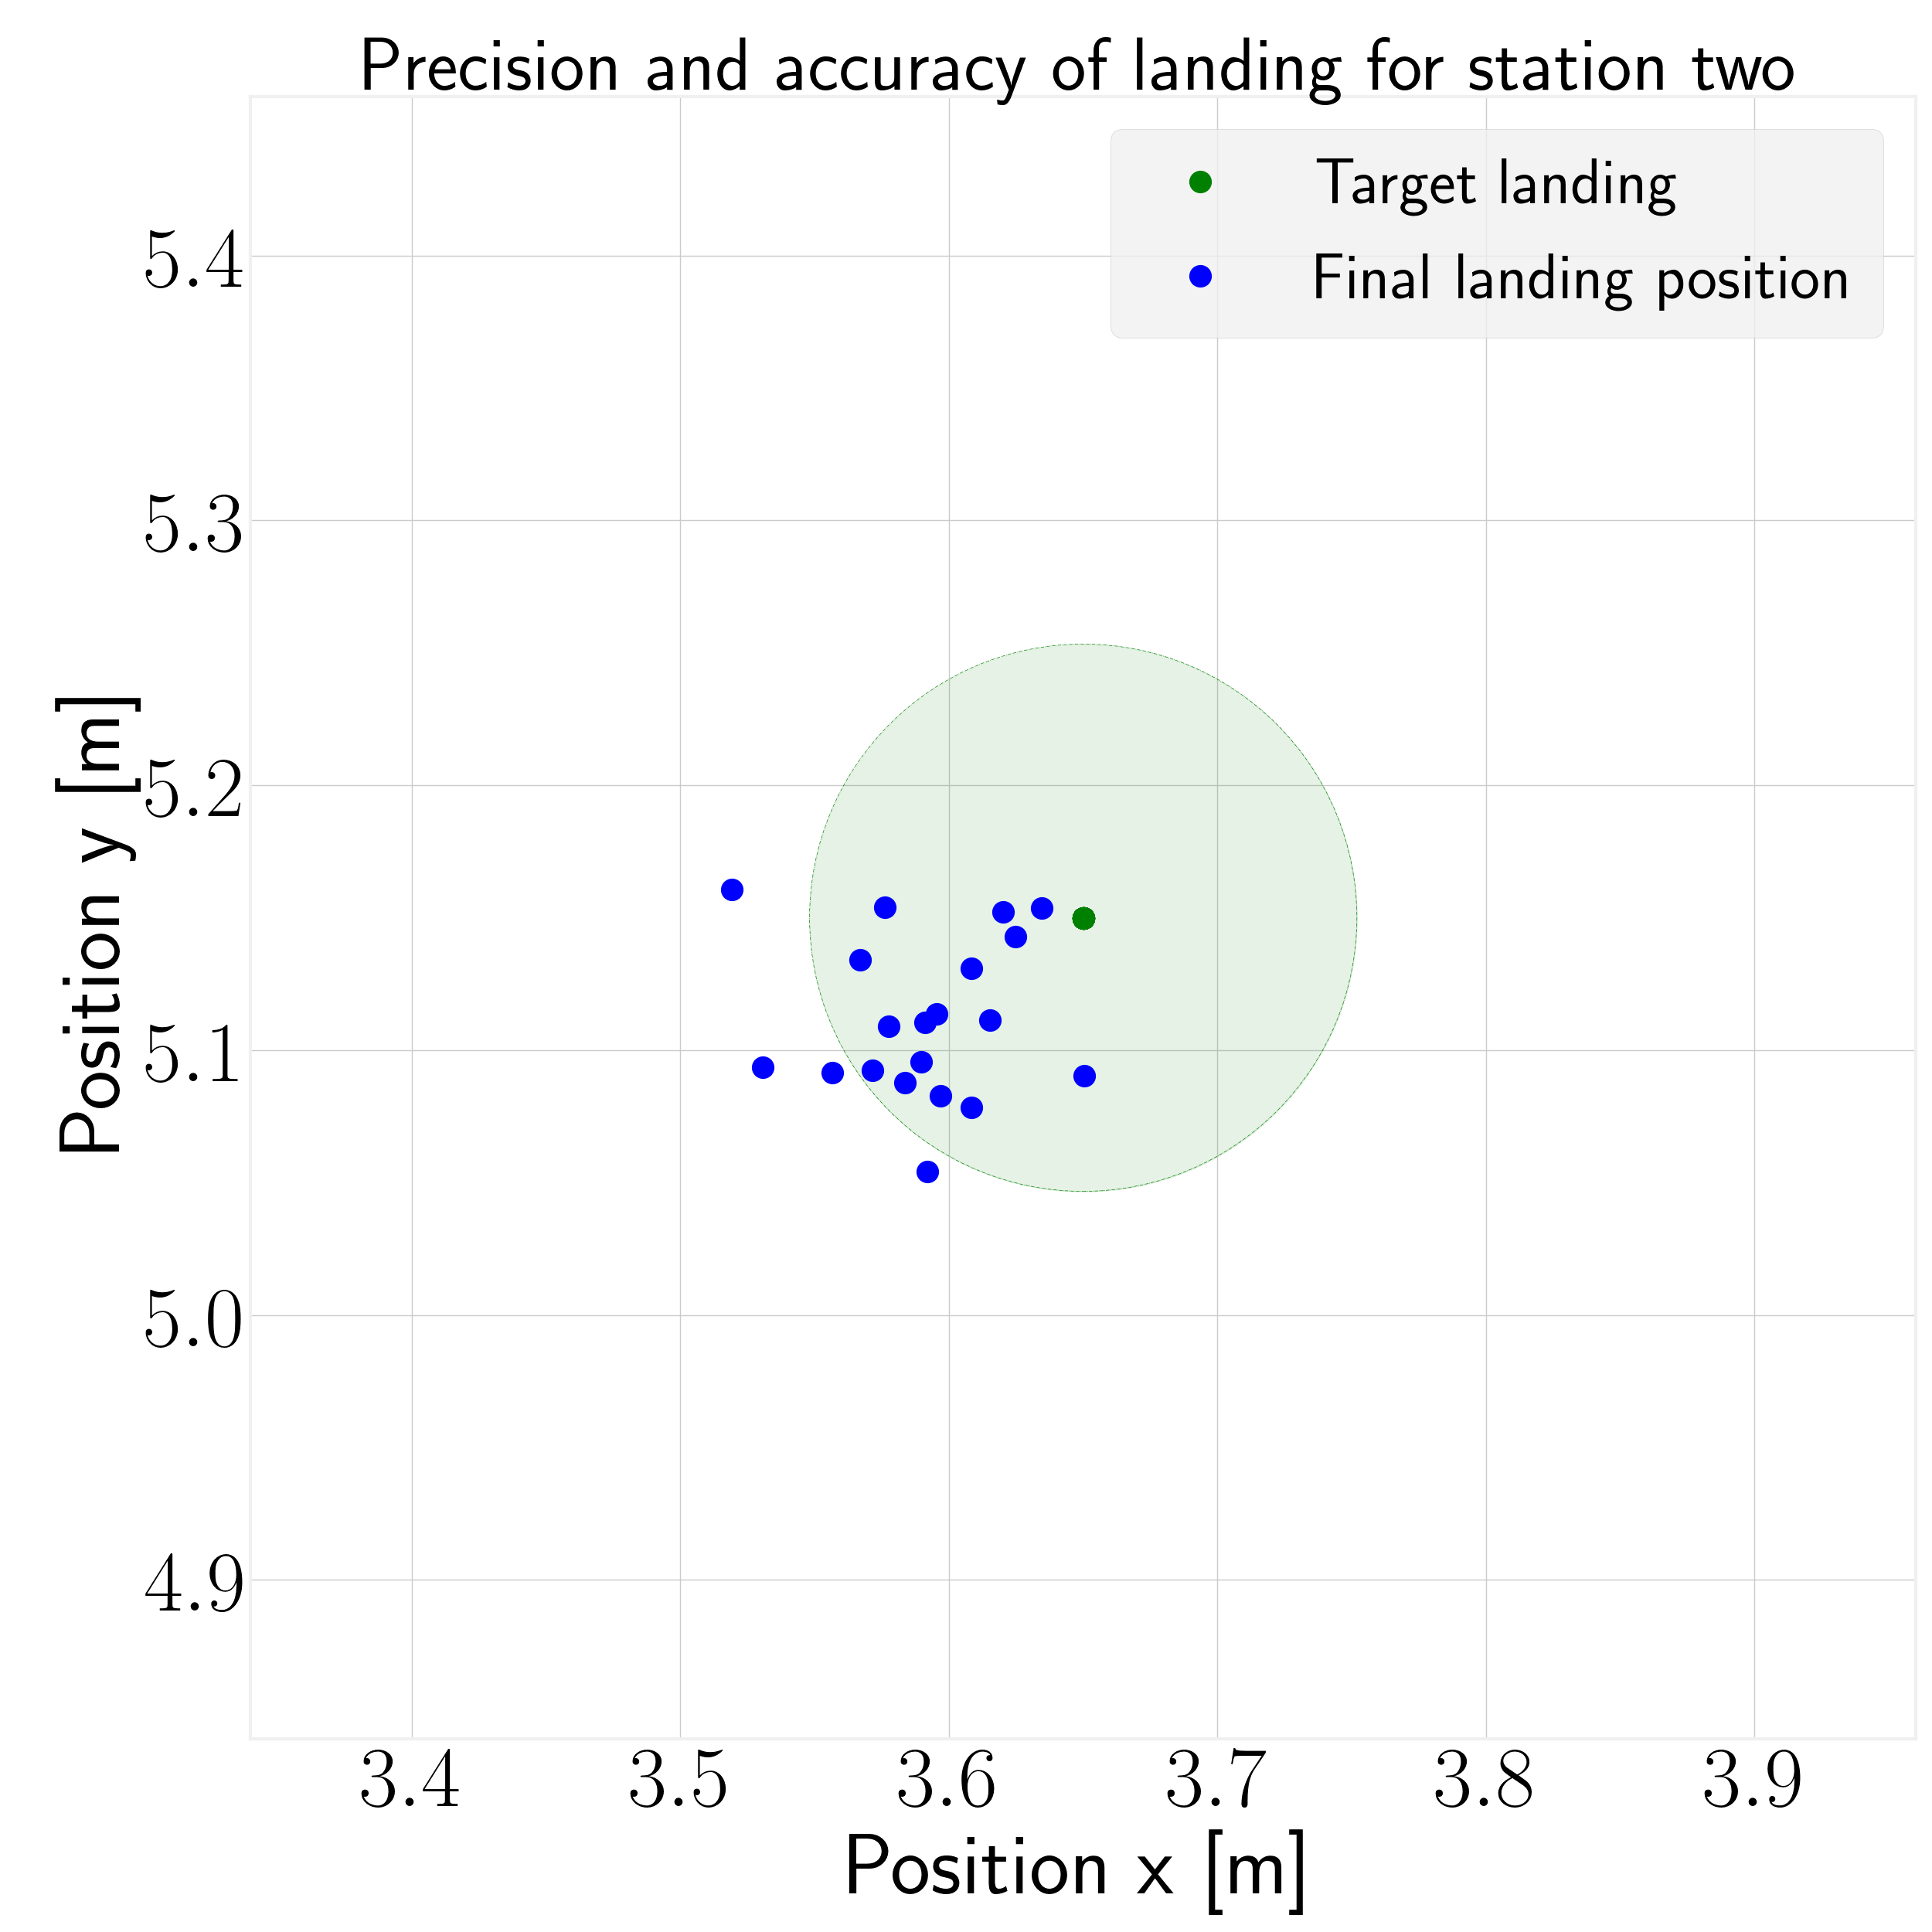 Precision and accuracy of landing for station two
Target landing
Final landing position
Position y [m]
5.4
5.3
5.2
5.1
5.0
4.9
3.4 3.5 3.6 3.7 3.8 3.9
Position x [m]